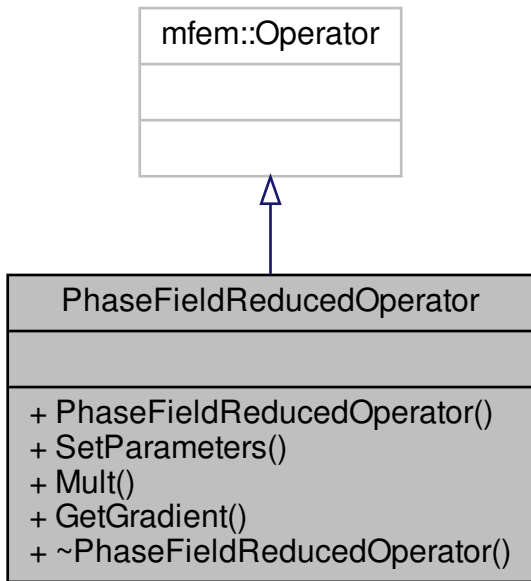 mfem::Operator
PhaseFieldReducedOperator
+ PhaseFieldReducedOperator()
+ SetParameters()
+ Mult()
+ GetGradient()
+ ~PhaseFieldReducedOperator()